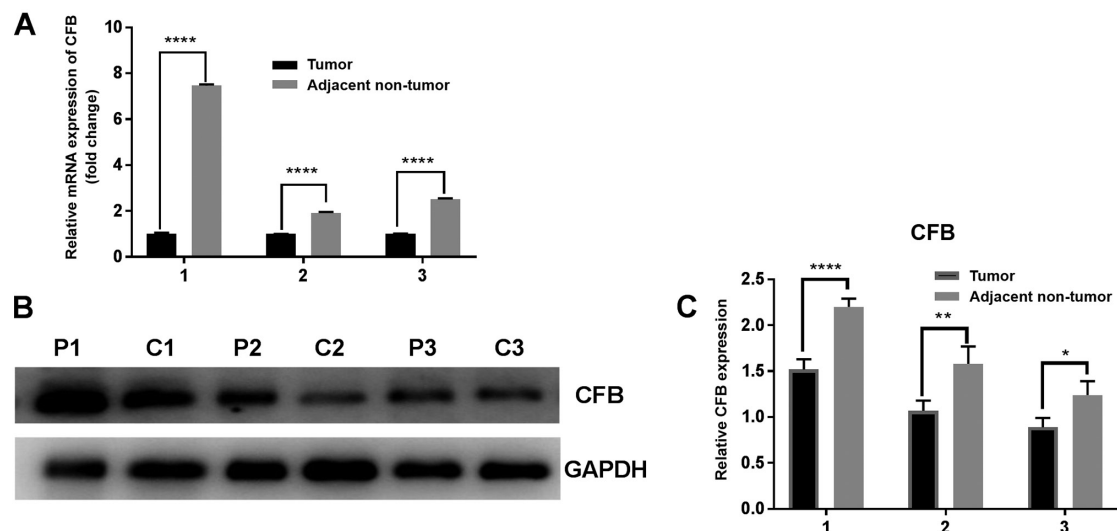 A
Relative mRNA expression of CFB
(fold change)
10
8
6
4
2
0
****
****
****
Tumor
Adjacent non-tumor
1 2 3
B
P1 C1 P2 C2 P3 C3
CFB
GAPDH
C
CFB
Relative CFB expression
2.5
2.0
1.5
1.0
0.5
0.0
****
**
*
Tumor
Adjacent non-tumor
1 2 3